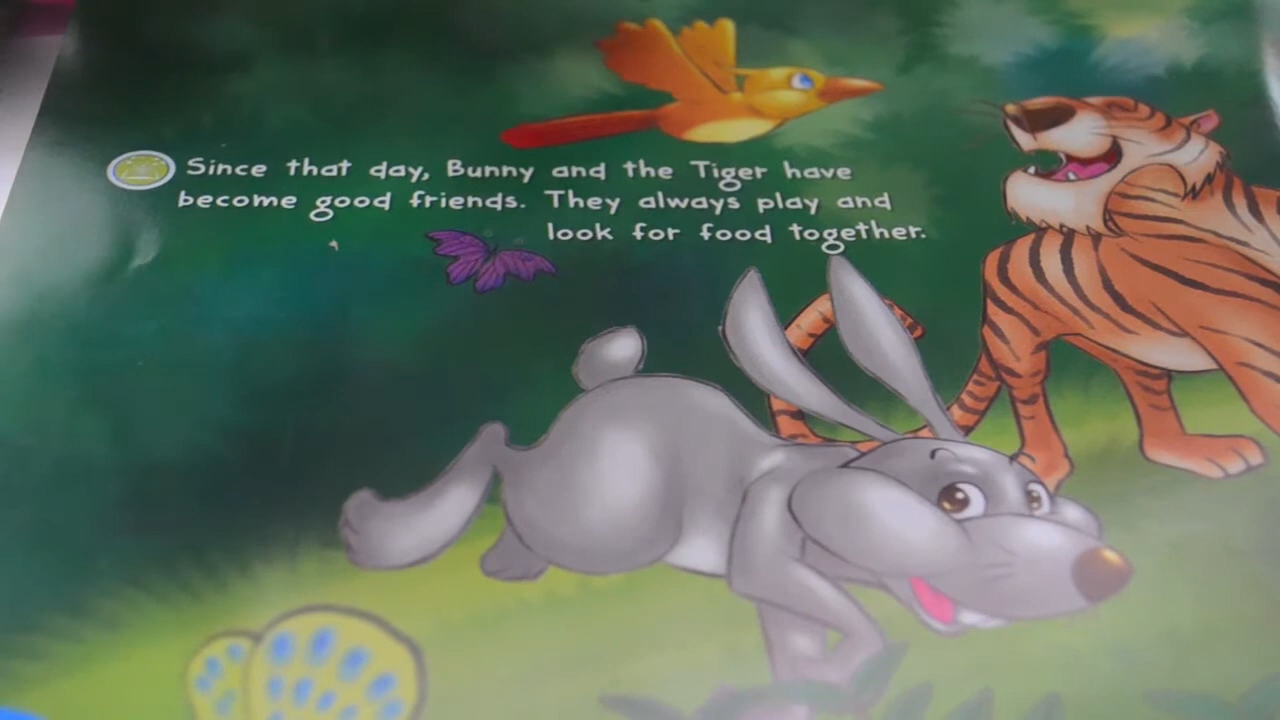 Since that day, Bunny and the Tiger have
become good friends. They always play and
look for food together.